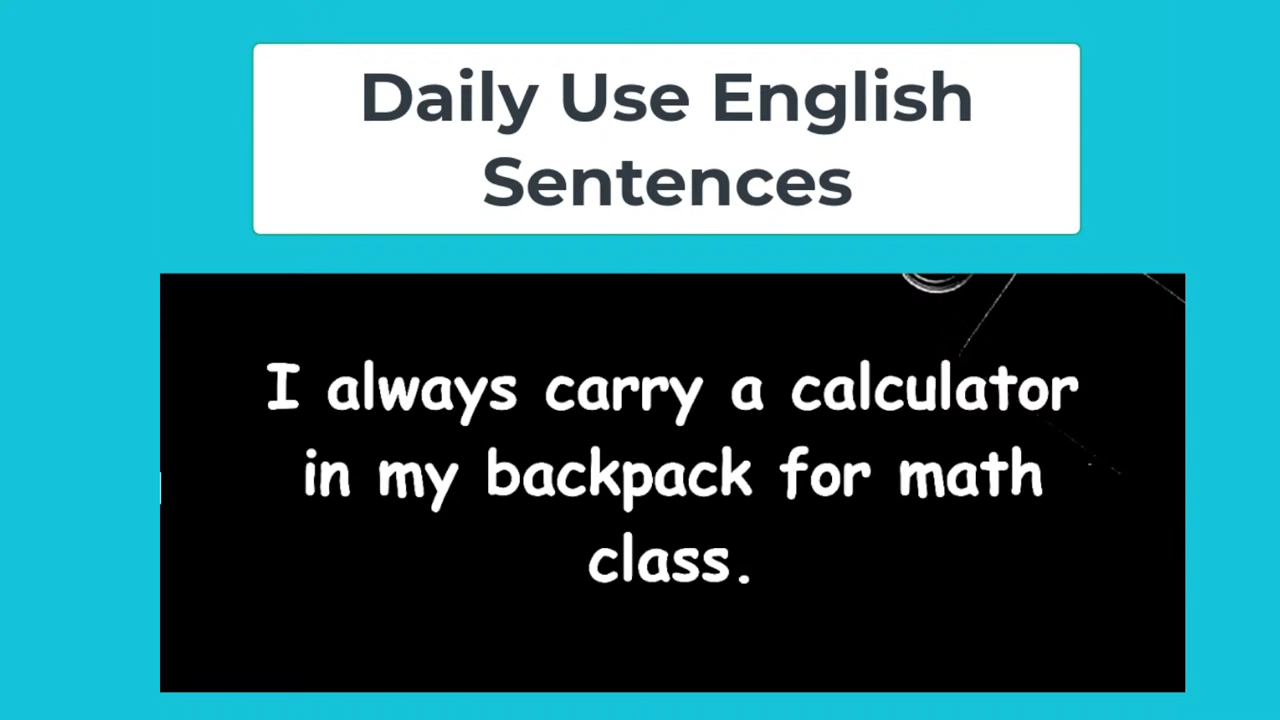 Daily Use English
Sentences
I always carry a calculator
in my backpack for math
class.